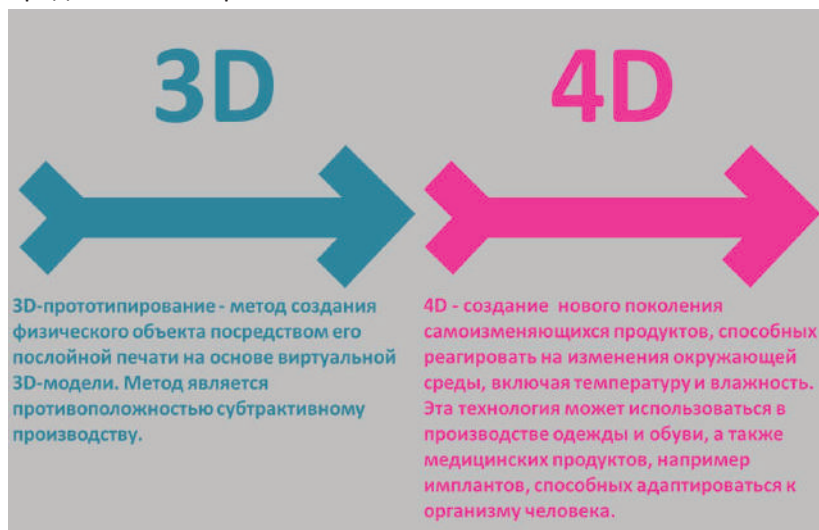 3D
3D-прототипирование - метод создания
физического объекта посредством его
послойной печати на основе виртуальной
3D-модели. Метод является
противоположностью субтрактивному
производству.
4D
4D - создание нового поколения
самоизменяющихся продуктов, способных
реагировать на изменения окружающей
среды, включая температуру и влажность.
Эта технология может использоваться в
производстве одежды и обуви, а также
медицинских продуктов, например
имплантов, способных адаптироваться к
организму человека.